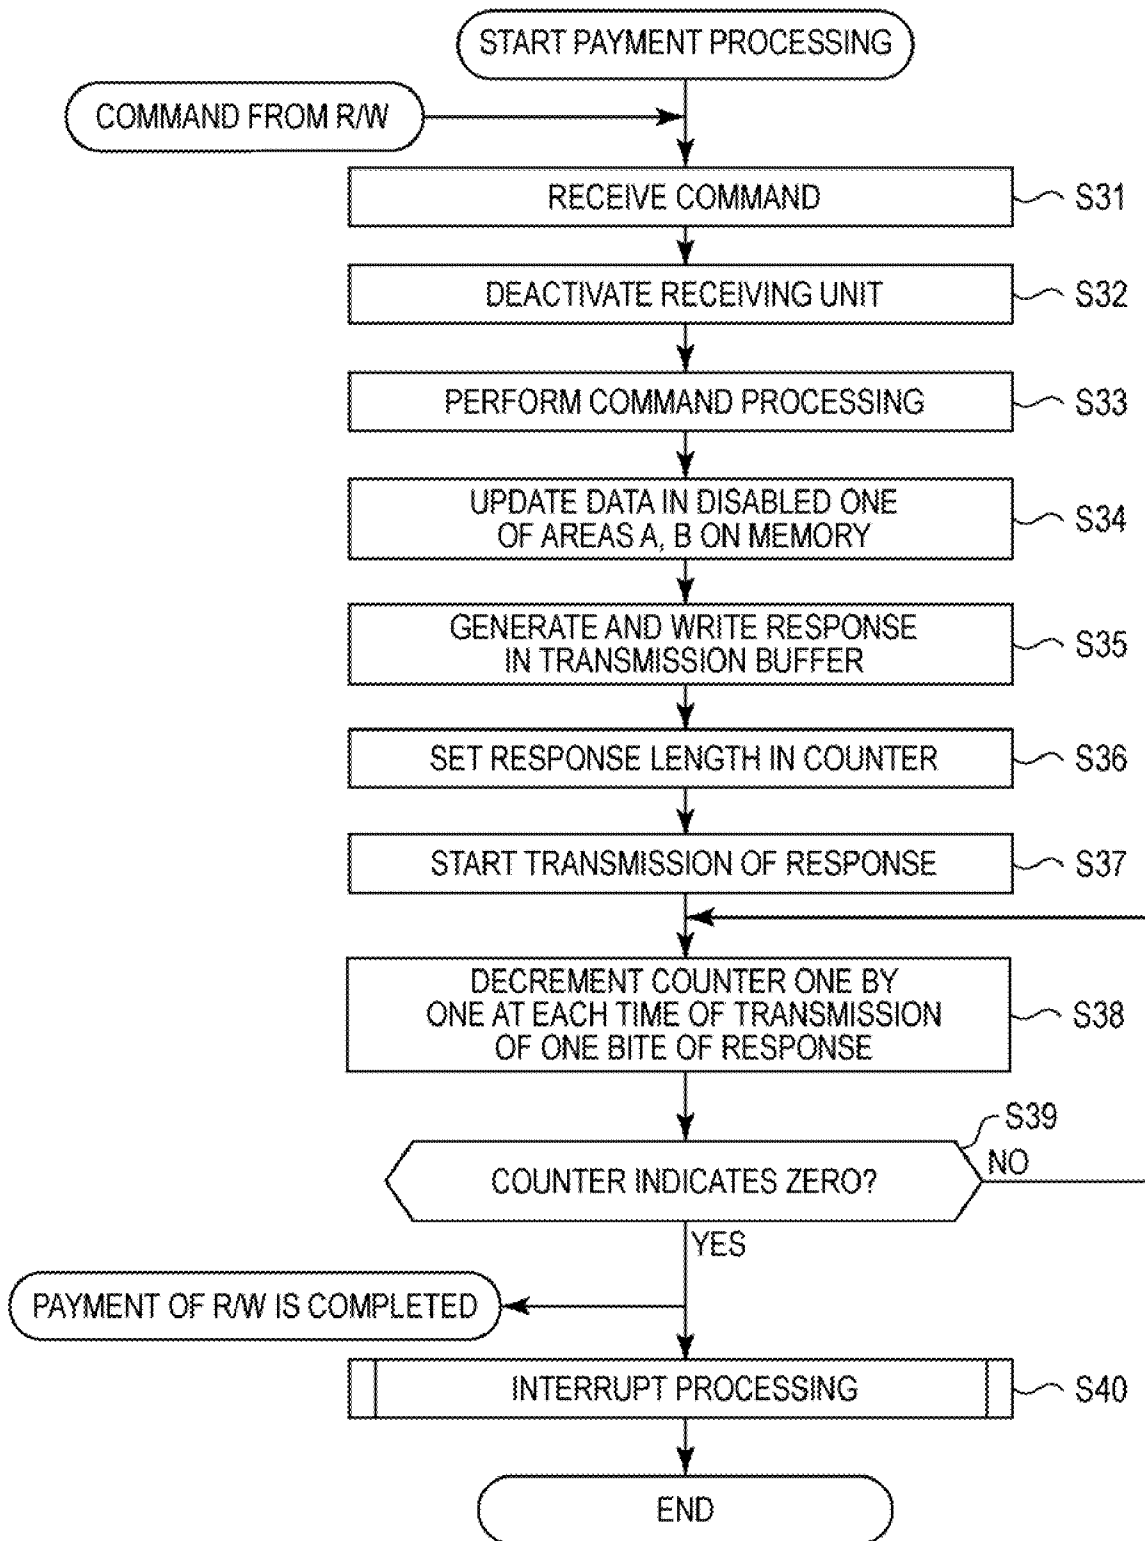 START PAYMENT PROCESSING
COMMAND FROM R/W
RECEIVE COMMAND
S31
DEACTIVATE RECEIVING UNIT
S32
PERFORM COMMAND PROCESSING
S33
UPDATE DATA IN DISABLED ONE
OF AREAS A, B ON MEMORY
S34
GENERATE AND WRITE RESPONSE
IN TRANSMISSION BUFFER
S35
SET RESPONSE LENGTH IN COUNTER
S36
START TRANSMISSION OF RESPONSE
S37
DECREMENT COUNTER ONE BY
ONE AT EACH TIME OF TRANSMISSION
OF ONE BITE OF RESPONSE
S38
S39
COUNTER INDICATES ZERO?
NO
YES
PAYMENT OF R/W IS COMPLETED
INTERRUPT PROCESSING
S40
END